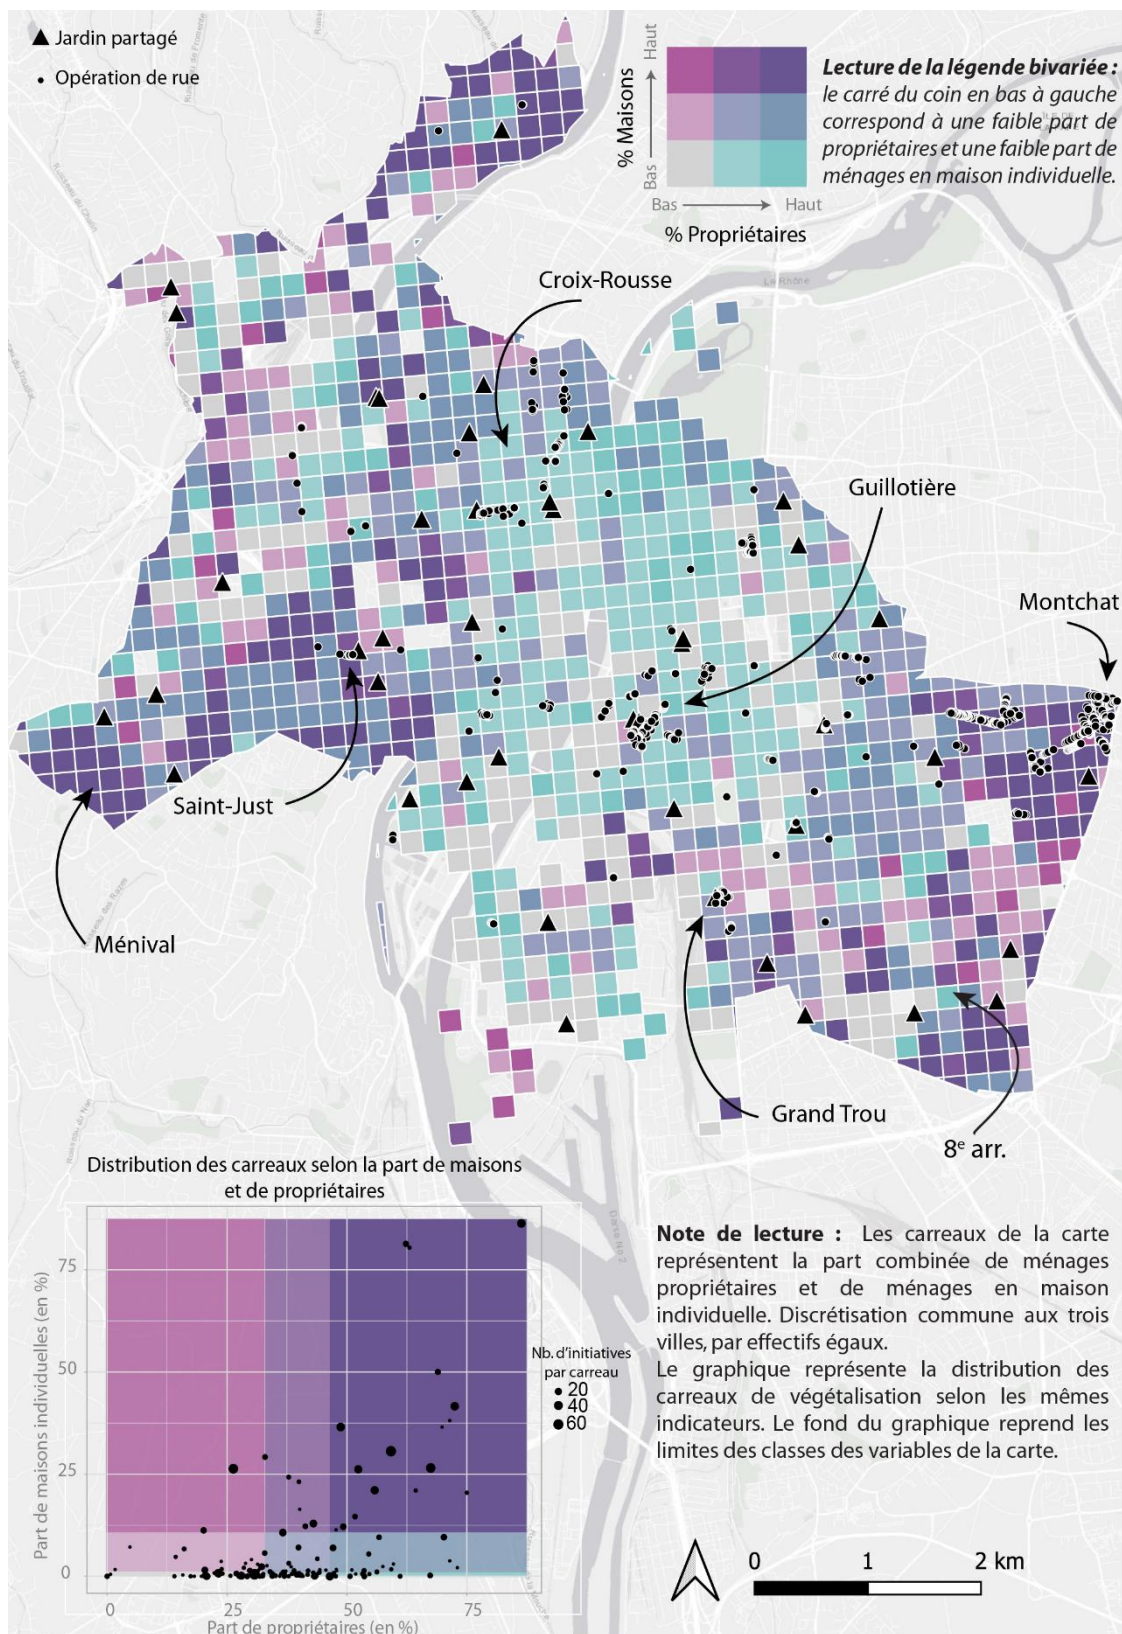 Jardin partagé
Opération de rue
% Maisons
Bas
Haut
Bas
Haut
% Propriétaires
Lecture de la légende bivariée :
le carré du coin en bas à gauche
correspond à une faible part de
propriétaires et une faible part de
ménages en maison individuelle.
Le Rhône
Croix-Rousse
Guillotière
Montchat
Saint-Just
Ménival
Grand Trou
8e arr.
Darse No 2
Distribution des carreaux selon la part de maisons
et de propriétaires
Part de maisons individuelles (en %)
75
50
25
0
0
25
50
75
Part de propriétaires (en %)
Nb. d'initiatives
par carreau
20
40
60
Note de lecture : Les carreaux de la carte
représentent la part combinée de ménages
propriétaires et de ménages en maison
individuelle. Discrétisation commune aux trois
villes, par effectifs égaux.
Le graphique représente la distribution des
carreaux de végétalisation selon les mêmes
indicateurs. Le fond du graphique reprend les
limites des classes des variables de la carte.
0
1
2 km